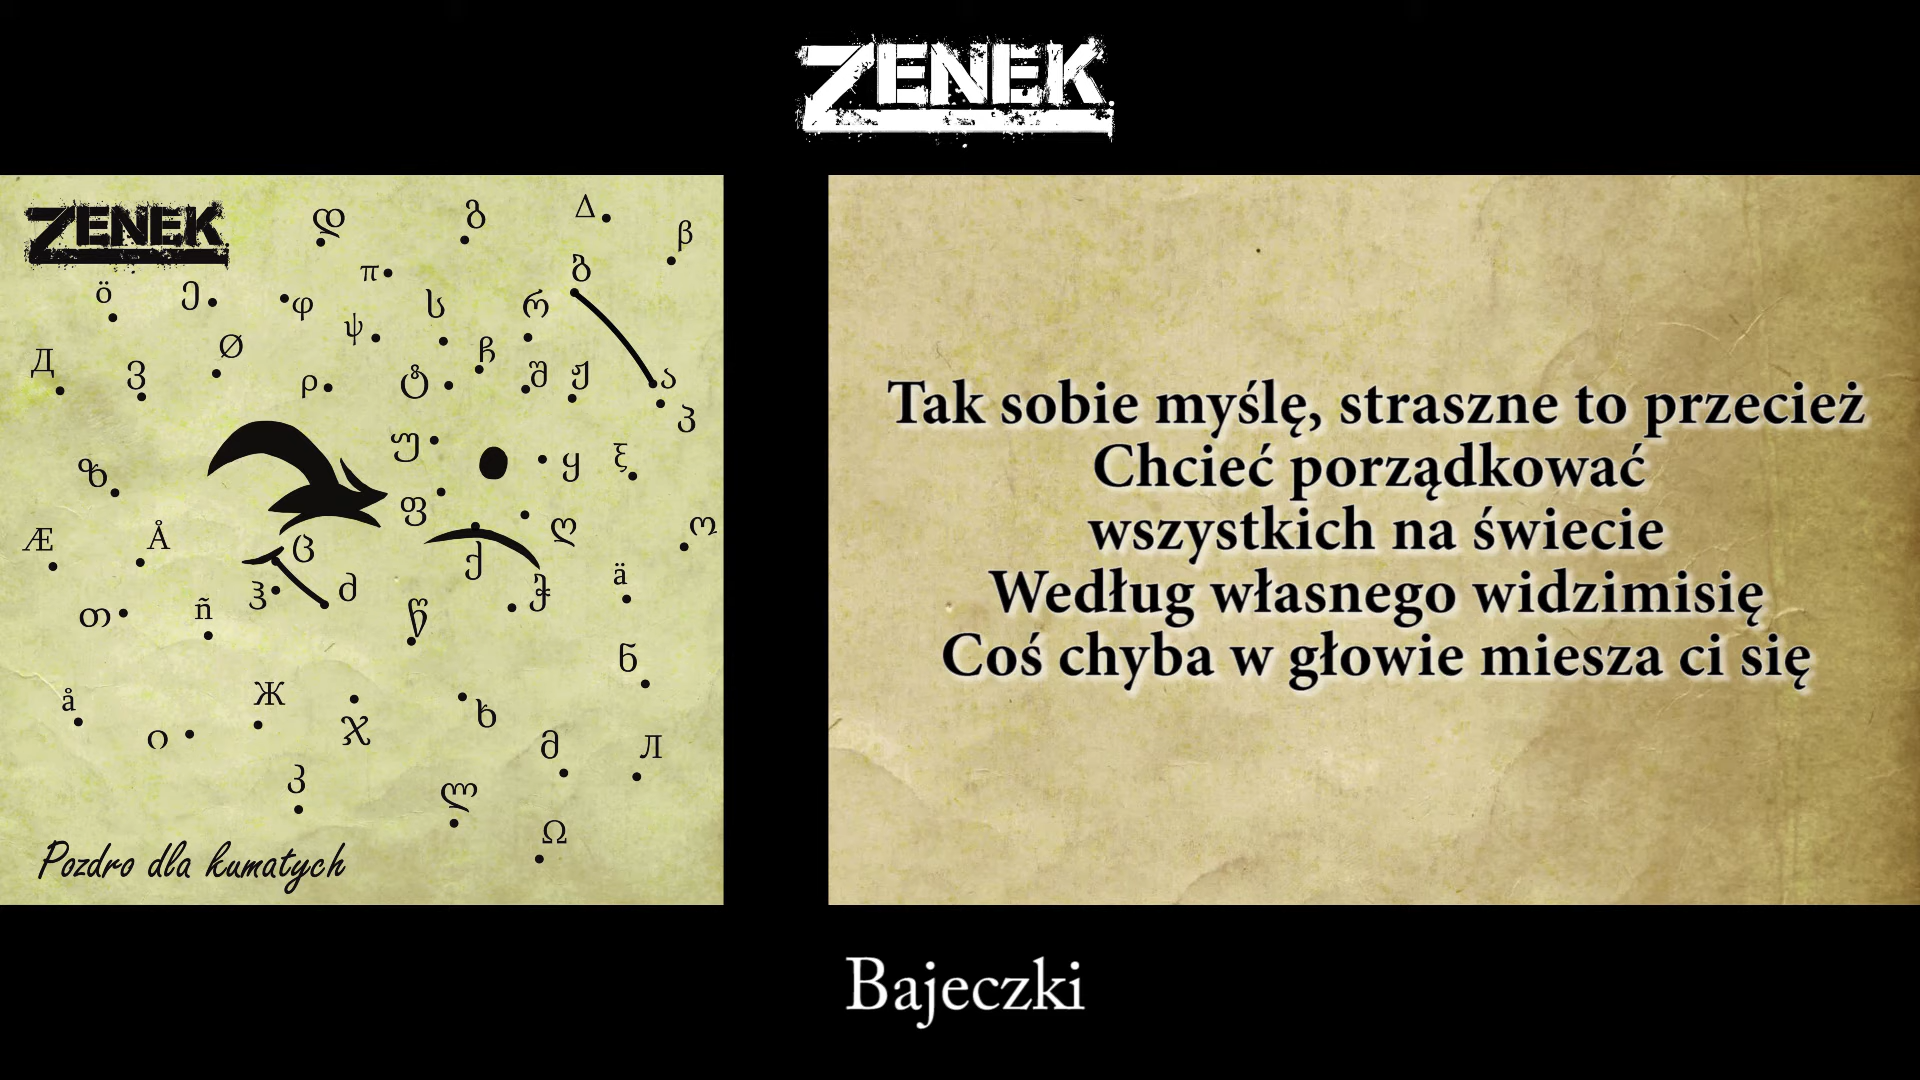 ZENEK
ZENEK
დ
გ
Δ
β
π
ბ
ö
ე
φ
ს
რ
ψ
Ø
ჩ
Д
ვ
ρ
ზ
შ
ჟ
ა
პ
უ
ყ
ξ
ფ
ღ
Æ
Å
ო
ც
ქ
ä
ჰ
ძ
ჭ
თ
ñ
წ
ნ
å
Ж
ხ
მ
Л
კ
ლ
Ω
Pozdro dla kumatych
Tak sobie myślę, straszne to przecież
Chcieć porządkować
wszystkich na świecie
Według własnego widzimisię
Coś chyba w głowie miesza ci się
Bajeczki